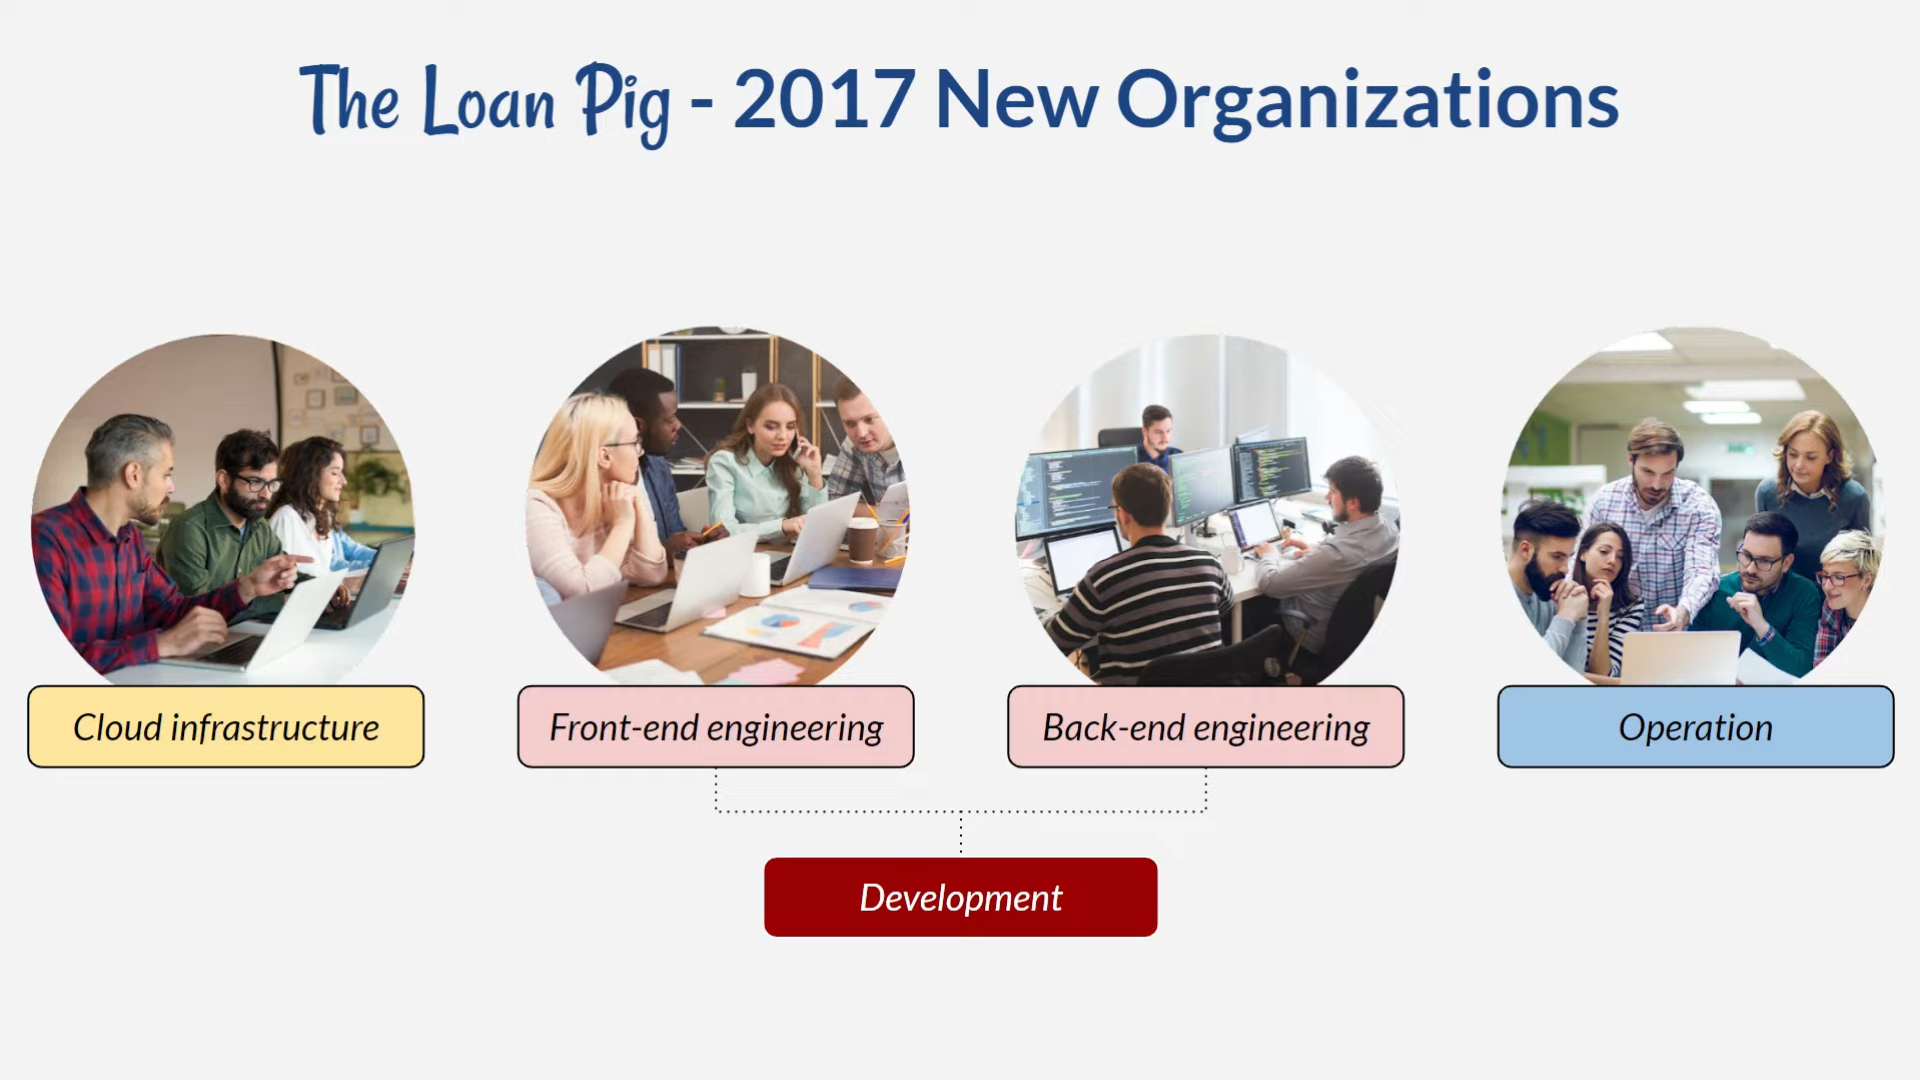 The Loan Pig - 2017 New Organizations
Cloud infrastructure
Front-end engineering
Back-end engineering
Operation
Development